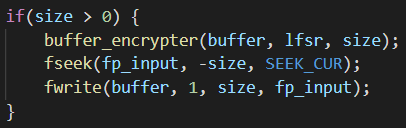 if(size > 0) {
buffer_encrypter(buffer, lfsr, size);
fseek(fp_input, -size, SEEK_CUR);
fwrite(buffer, 1, size, fp_input);
}